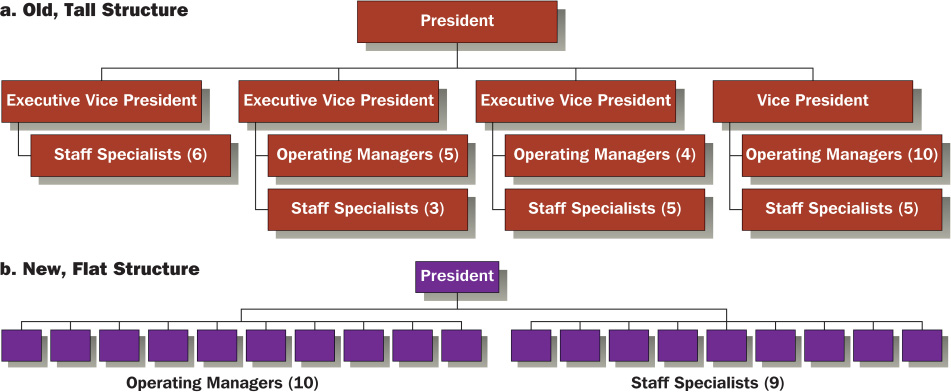 a. Old, Tall Structure
President
Executive Vice President
Executive Vice President
Executive Vice President
Vice President
Staff Specialists (6)
Operating Managers (5)
Operating Managers (4)
Operating Managers (10)
Staff Specialists (3)
Staff Specialists (5)
Staff Specialists (5)
b. New, Flat Structure
President
Operating Managers (10)
Staff Specialists (9)